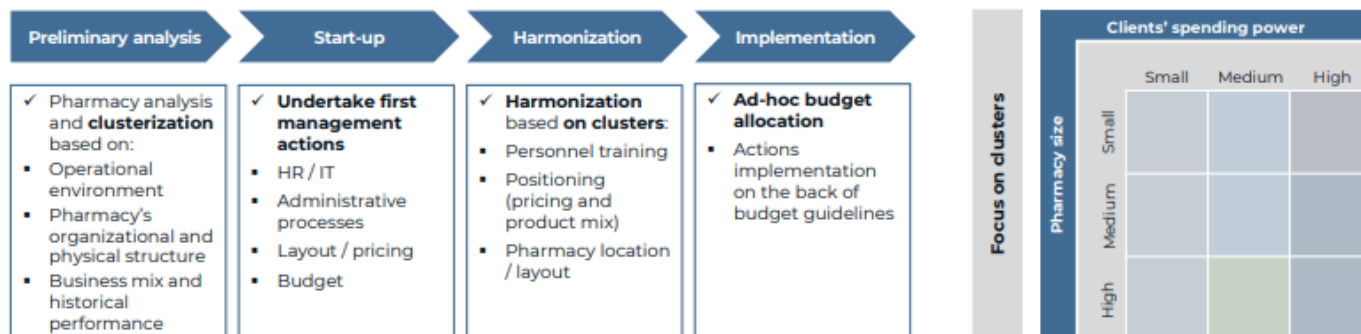 Preliminary analysis
Start-up
Harmonization
Implementation
✓ Pharmacy analysis
and clusterization
based on:
▪ Operational
environment
▪ Pharmacy's
organizational and
physical structure
▪ Business mix and
historical
performance
✓ Undertake first
management
actions
▪ HR / IT
▪ Administrative
processes
▪ Layout / pricing
▪ Budget
✓ Harmonization
based on clusters:
▪ Personnel training
▪ Positioning
(pricing and
product mix)
▪ Pharmacy location
/ layout
✓ Ad-hoc budget
allocation
▪ Actions
implementation
on the back of
budget guidelines
Focus on clusters
Clients' spending power
Small Medium High
Pharmacy size
Small
Medium
High